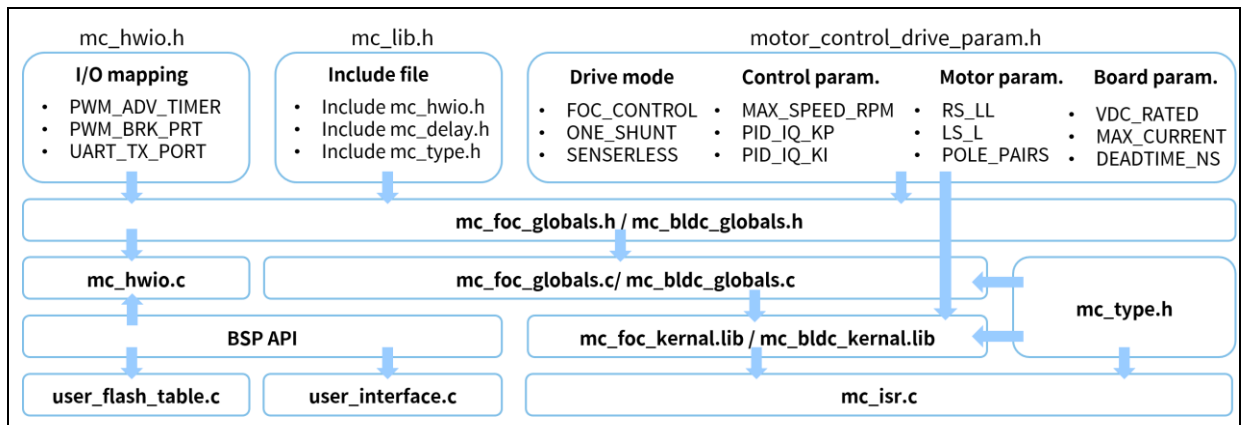 mc_hwio.h
I/O mapping
• PWM_ADV_TIMER
• PWM_BRK_PRT
• UART_TX_PORT
mc_lib.h
Include file
• Include mc_hwio.h
• Include mc_delay.h
• Include mc_type.h
motor_control_drive_param.h
Drive mode
• FOC_CONTROL
• ONE_SHUNT
• SENSERLESS
Control param.
• MAX_SPEED_RPM
• PID_IQ_KP
• PID_IQ_KI
Motor param.
• RS_LL
• LS_L
• POLE_PAIRS
Board param.
• VDC_RATED
• MAX_CURRENT
• DEADTIME_NS
mc_foc_globals.h / mc_bldc_globals.h
mc_hwio.c
mc_foc_globals.c/ mc_bldc_globals.c
mc_type.h
BSP API
mc_foc_kernal.lib / mc_bldc_kernal.lib
user_flash_table.c
user_interface.c
mc_isr.c